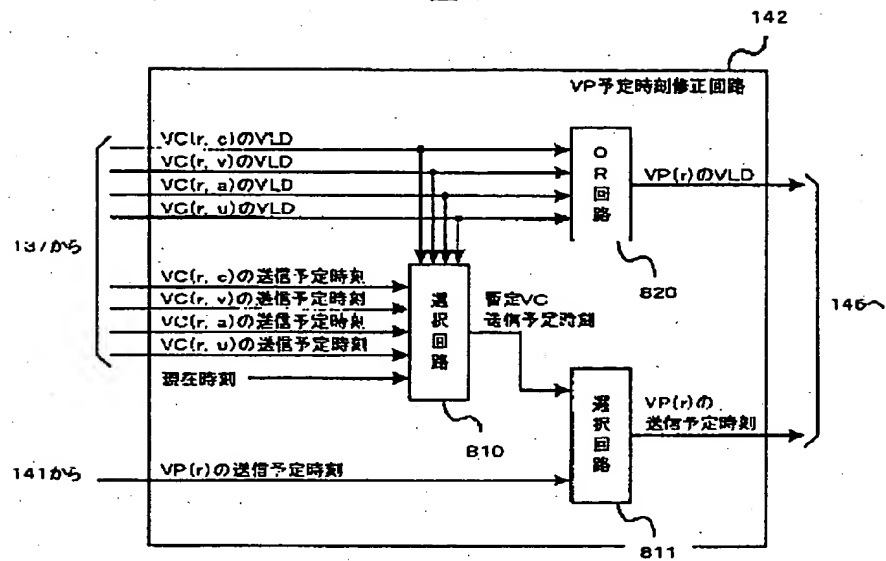 142
VP予定時刻修正回路
VC(r, c)のVLD
VC(r, v)のVLD
VC(r, a)のVLD
VC(r, u)のVLD
OR回路
VP(r)のVLD
137から
820
VC(r, c)の送信予定時刻
VC(r, v)の送信予定時刻
VC(r, a)の送信予定時刻
VC(r, u)の送信予定時刻
現在時刻
選択回路
暫定VC
送信予定時刻
146へ
810
選択回路
VP(r)の
送信予定時刻
141から
VP(r)の送信予定時刻
811